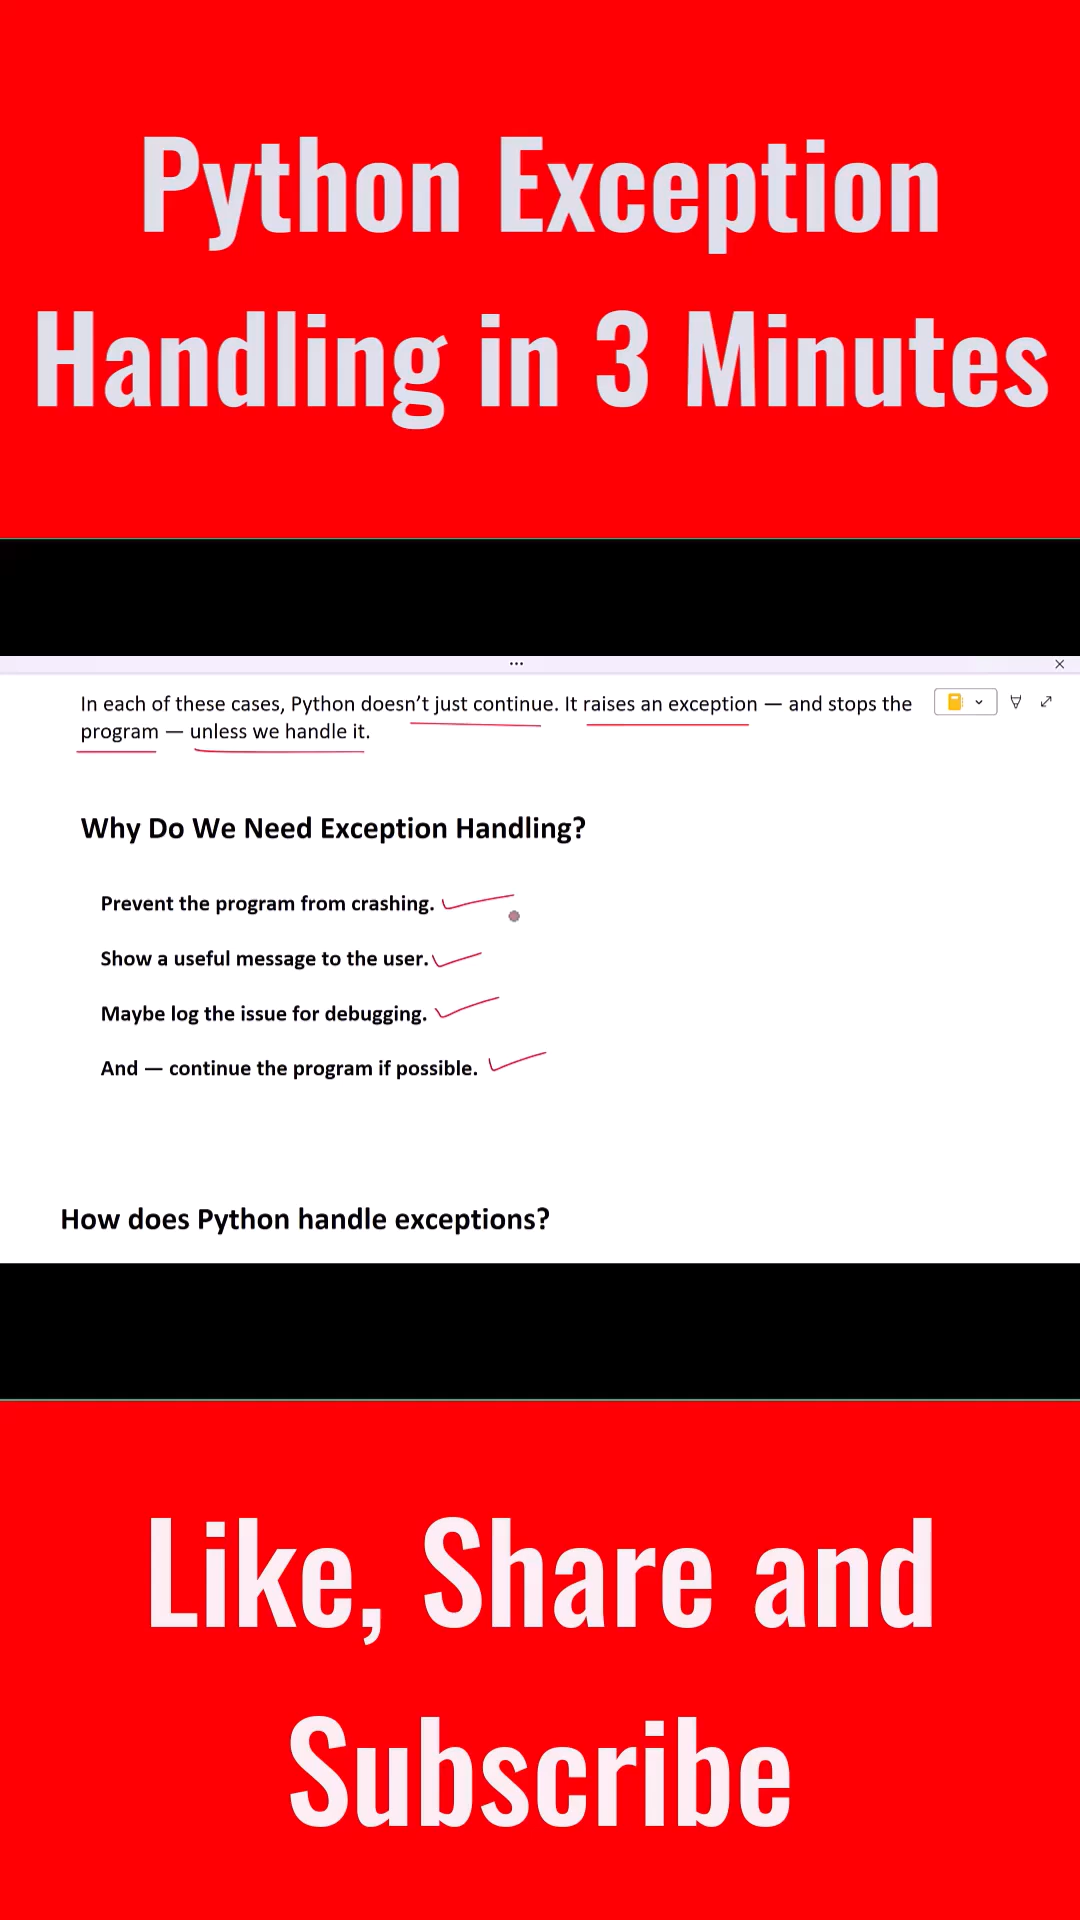 Python Exception
Handling in 3 Minutes
In each of these cases, Python doesn’t just continue. It raises an exception — and stops the
program — unless we handle it.
Why Do We Need Exception Handling?
Prevent the program from crashing.
Show a useful message to the user.
Maybe log the issue for debugging.
And — continue the program if possible.
How does Python handle exceptions?
Like, Share and
Subscribe